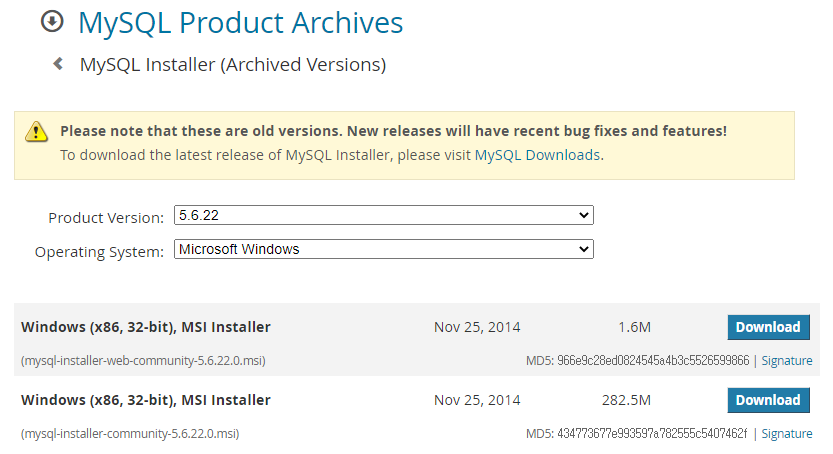 MySQL Product Archives
MySQL Installer (Archived Versions)
Please note that these are old versions. New releases will have recent bug fixes and features!
To download the latest release of MySQL Installer, please visit MySQL Downloads.
Product Version: 5.6.22
Operating System: Microsoft Windows
Windows (x86, 32-bit), MSI Installer Nov 25, 2014 1.6M Download
(mysql-installer-web-community-5.6.22.0.msi) MD5: 966e9c28ed0824545a4b3c5526599866 | Signature
Windows (x86, 32-bit), MSI Installer Nov 25, 2014 282.5M Download
(mysql-installer-community-5.6.22.0.msi) MD5: 434773677e993597a782555c5407462f | Signature